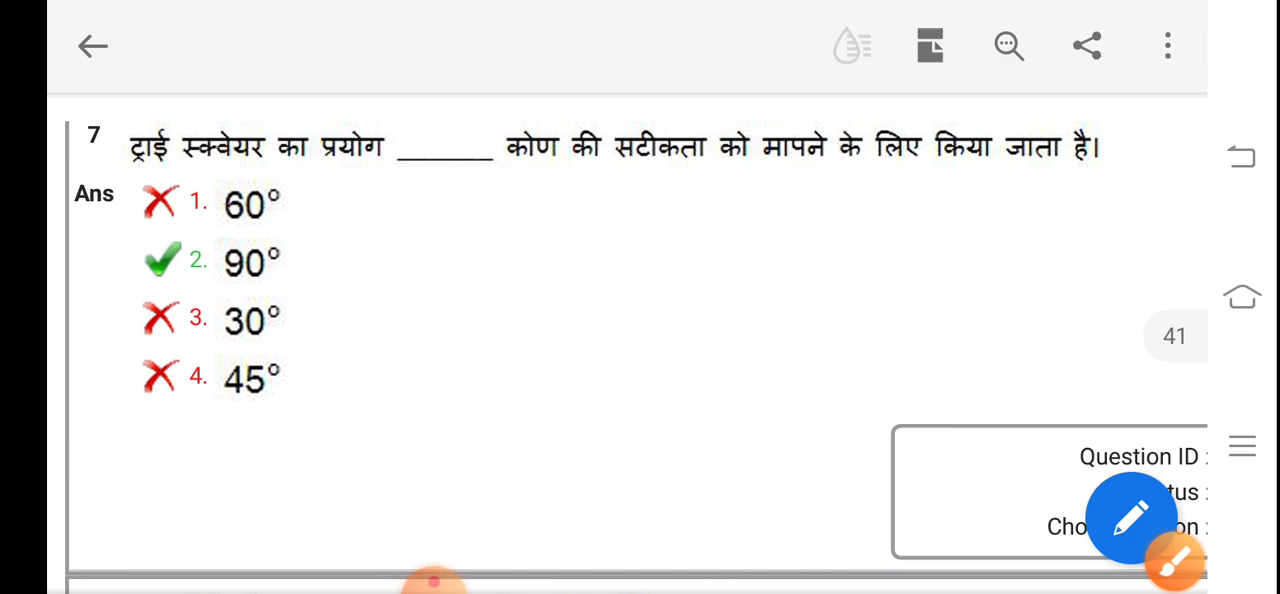 7 ट्राई स्क्वेयर का प्रयोग ______ कोण की सटीकता को मापने के लिए किया जाता है।
Ans 1. 60°
2. 90°
3. 30°
4. 45°
41
Question ID :
tus :
Cho on :